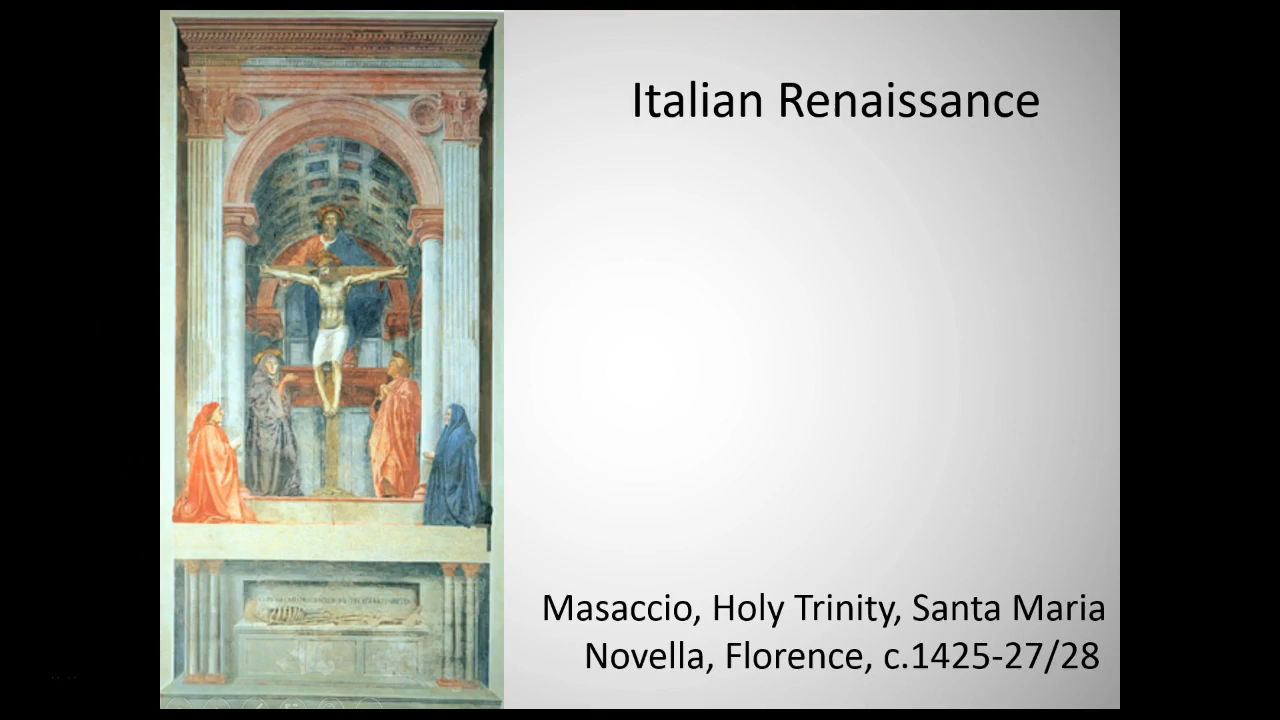 Italian Renaissance
Masaccio, Holy Trinity, Santa Maria
Novella, Florence, c.1425-27/28